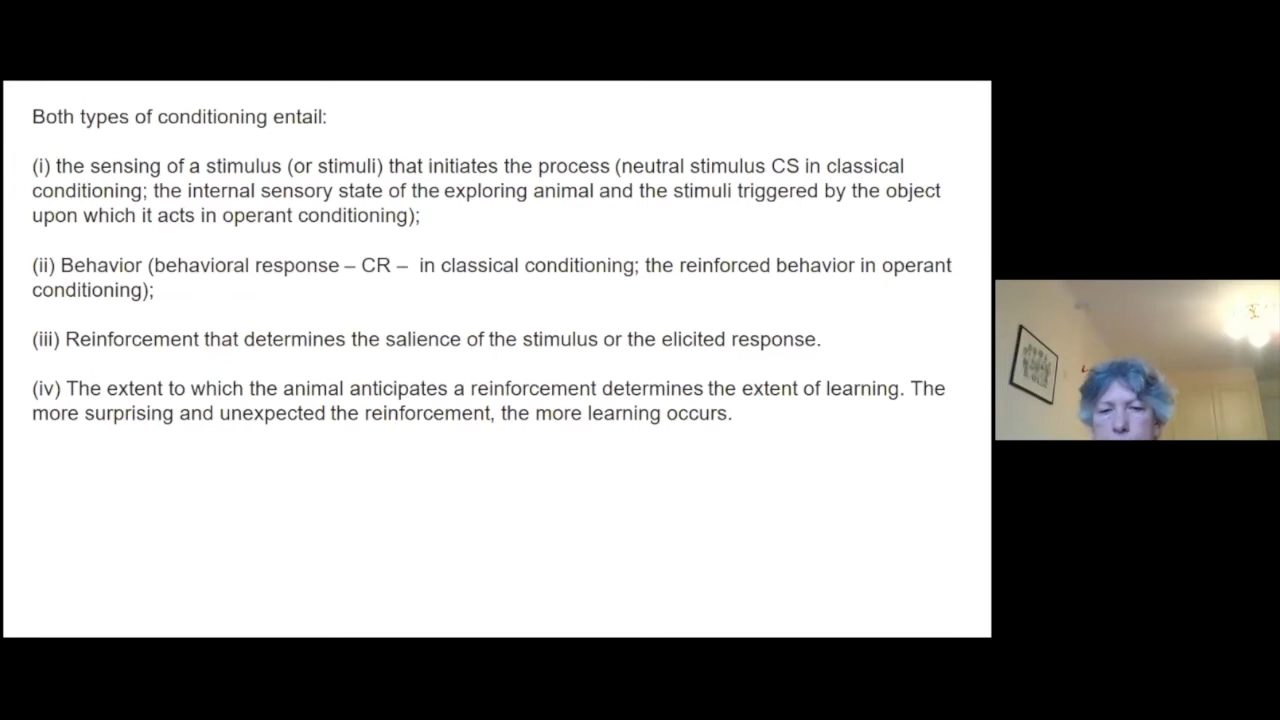 Both types of conditioning entail:
(i) the sensing of a stimulus (or stimuli) that initiates the process (neutral stimulus CS in classical
conditioning; the internal sensory state of the exploring animal and the stimuli triggered by the object
upon which it acts in operant conditioning);
(ii) Behavior (behavioral response – CR –  in classical conditioning; the reinforced behavior in operant
conditioning);
(iii) Reinforcement that determines the salience of the stimulus or the elicited response.
(iv) The extent to which the animal anticipates a reinforcement determines the extent of learning. The
more surprising and unexpected the reinforcement, the more learning occurs.